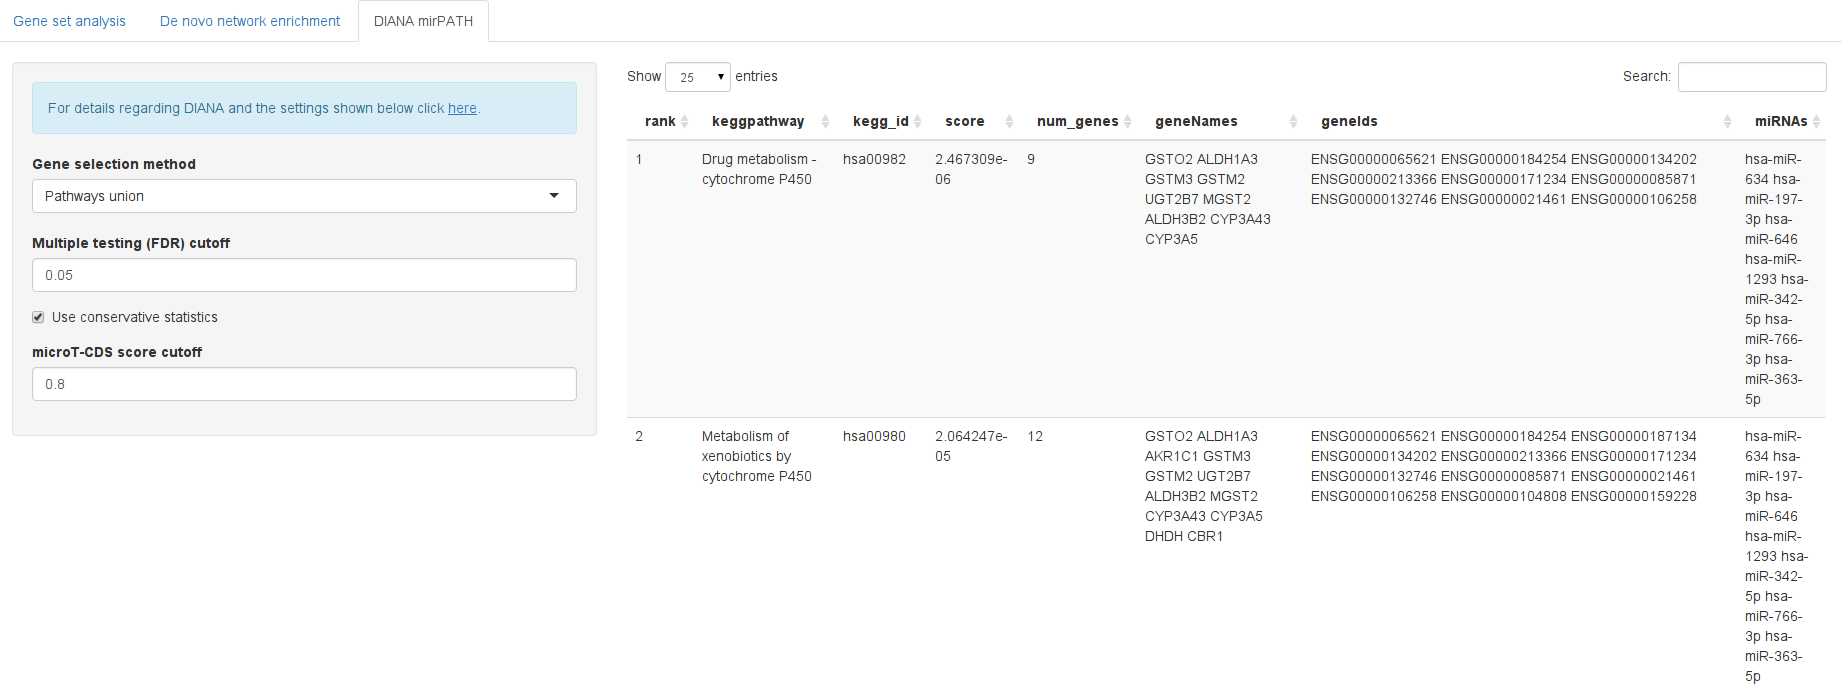 Gene set analysis
De novo network enrichment
DIANA mirPATH
For details regarding DIANA and the settings shown below click here.
Gene selection method
Pathways union
Multiple testing (FDR) cutoff
0.05
Use conservative statistics
microT-CDS score cutoff
0.8
Show 25 entries
Search:
rank keggpathway kegg_id score num_genes geneNames geneIds miRNAs
1
Drug metabolism -
cytochrome P450
hsa00982
2.467309e-
06
9
GSTO2 ALDH1A3
GSTM3 GSTM2
UGT2B7 MGST2
ALDH3B2 CYP3A43
CYP3A5
ENSG00000065621 ENSG00000184254 ENSG00000134202
ENSG00000213366 ENSG00000171234 ENSG00000085871
ENSG00000132746 ENSG00000021461 ENSG00000106258
hsa-miR-
634 hsa-
miR-197-
3p hsa-
miR-646
hsa-miR-
1293 hsa-
miR-342-
5p hsa-
miR-766-
3p hsa-
miR-363-
5p
2
Metabolism of
xenobiotics by
cytochrome P450
hsa00980
2.064247e-
05
12
GSTO2 ALDH1A3
AKR1C1 GSTM3
GSTM2 UGT2B7
ALDH3B2 MGST2
CYP3A43 CYP3A5
DHDH CBR1
ENSG00000065621 ENSG00000184254 ENSG00000187134
ENSG00000134202 ENSG00000213366 ENSG00000171234
ENSG00000132746 ENSG00000085871 ENSG00000021461
ENSG00000106258 ENSG00000104808 ENSG00000159228
hsa-miR-
634 hsa-
miR-197-
3p hsa-
miR-646
hsa-miR-
1293 hsa-
miR-342-
5p hsa-
miR-766-
3p hsa-
miR-363-
5p